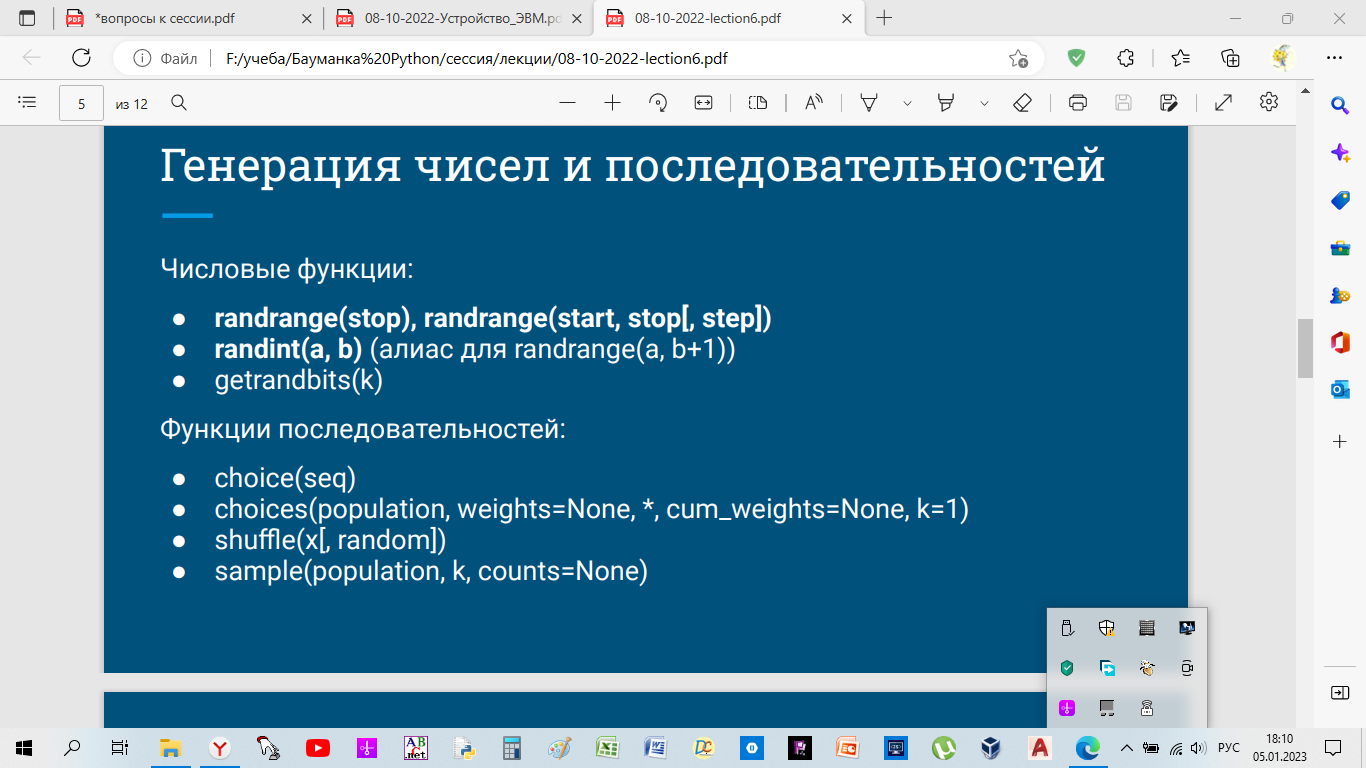 *вопросы к сессии.pdf
08-10-2022-Устройство_ЭВМ.pd
08-10-2022-lection6.pdf
Файл
F:/учеба/Бауманка%20Python/сессия/лекции/08-10-2022-lection6.pdf
5
из 12
Генерация чисел и последовательностей
Числовые функции:
● randrange(stop), randrange(start, stop[, step])
● randint(a, b) (алиас для randrange(a, b+1))
● getrandbits(k)
Функции последовательностей:
● choice(seq)
● choices(population, weights=None, *, cum_weights=None, k=1)
● shuffle(x[, random])
● sample(population, k, counts=None)
РУС
18:10
05.01.2023